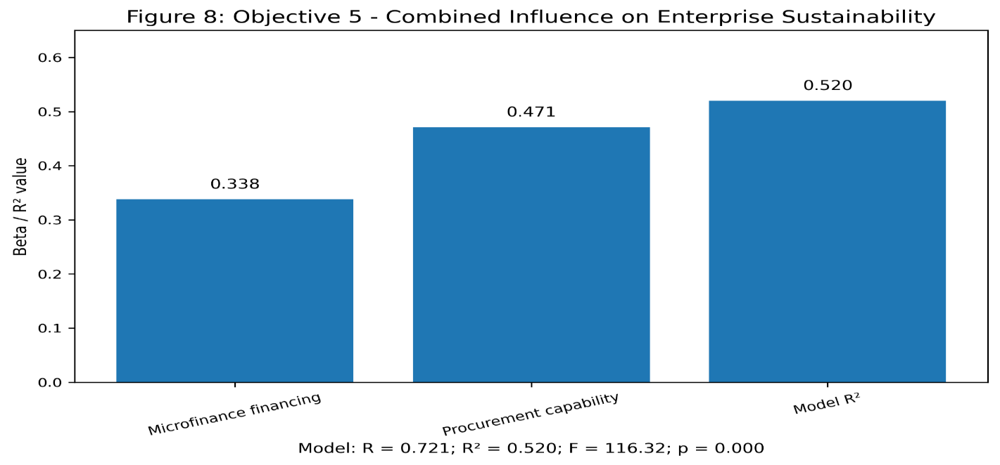 Figure 8: Objective 5 - Combined Influence on Enterprise Sustainability
Beta / R² value
0.6
0.5
0.4
0.3
0.2
0.1
0.0
0.338
0.471
0.520
Microfinance financing
Procurement capability
Model R²
Model: R = 0.721; R² = 0.520; F = 116.32; p = 0.000